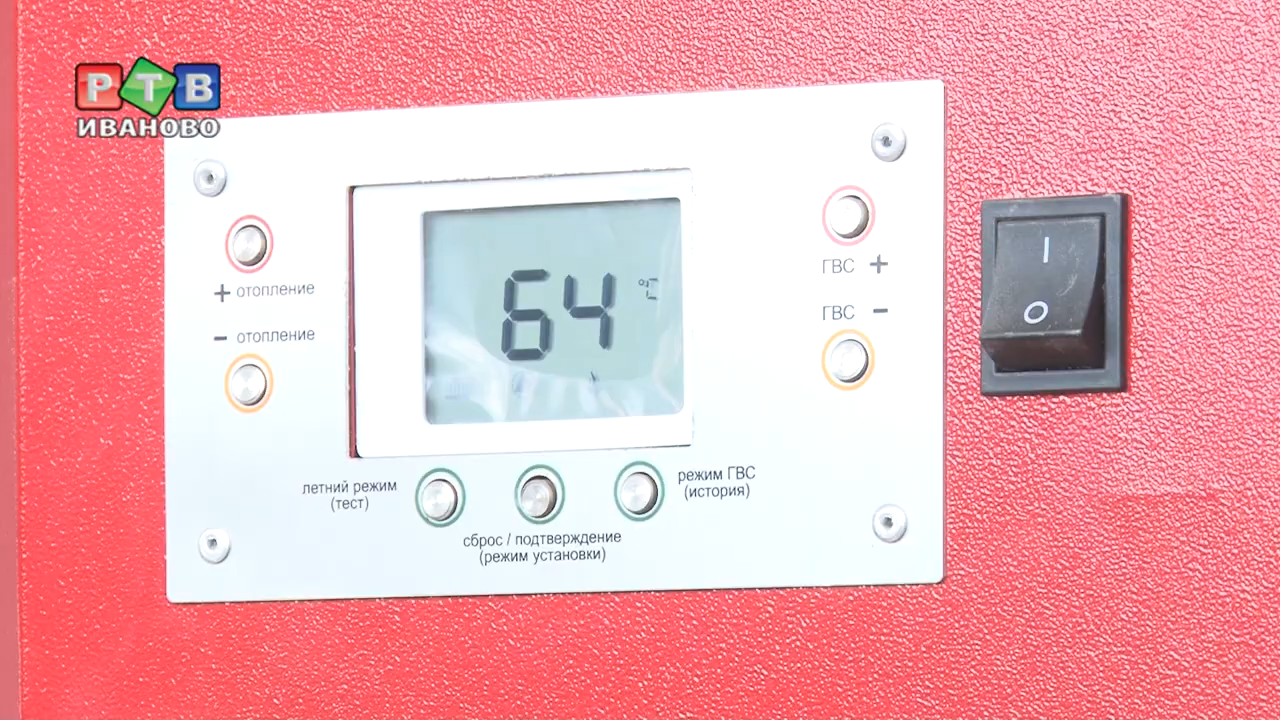 РТВ
ИВАНОВО
+ отопление
- отопление
64 °C
ГВС +
ГВС -
I
O
летний режим
(тест)
сброс / подтверждение
(режим установки)
режим ГВС
(история)